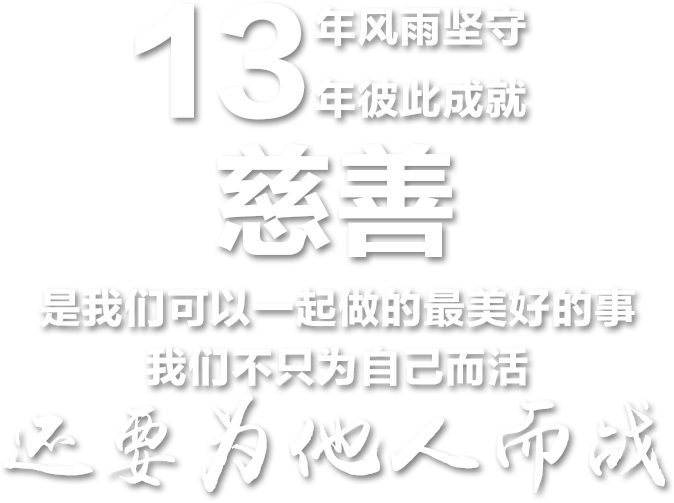 13年风雨坚守
年彼此成就
慈善
是我们可以一起做的最美好的事
我们不只为自己而活
还要为他人而战